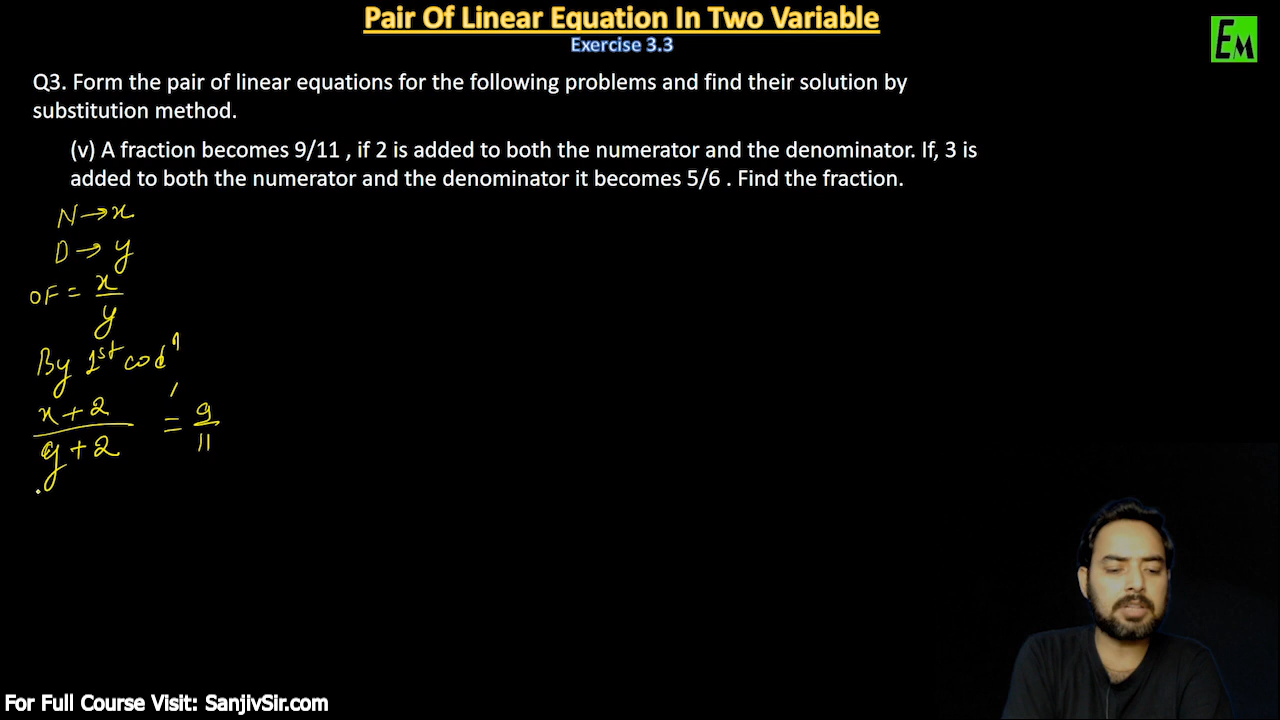 Pair Of Linear Equation In Two Variable
Exercise 3.3
EM
Q3. Form the pair of linear equations for the following problems and find their solution by
substitution method.
(v) A fraction becomes 9/11 , if 2 is added to both the numerator and the denominator. If, 3 is
added to both the numerator and the denominator it becomes 5/6 . Find the fraction.
N → x
D → y
OF = x/y
By 1st codn
x+2/y+2 = 9/11
For Full Course Visit: SanjivSir.com